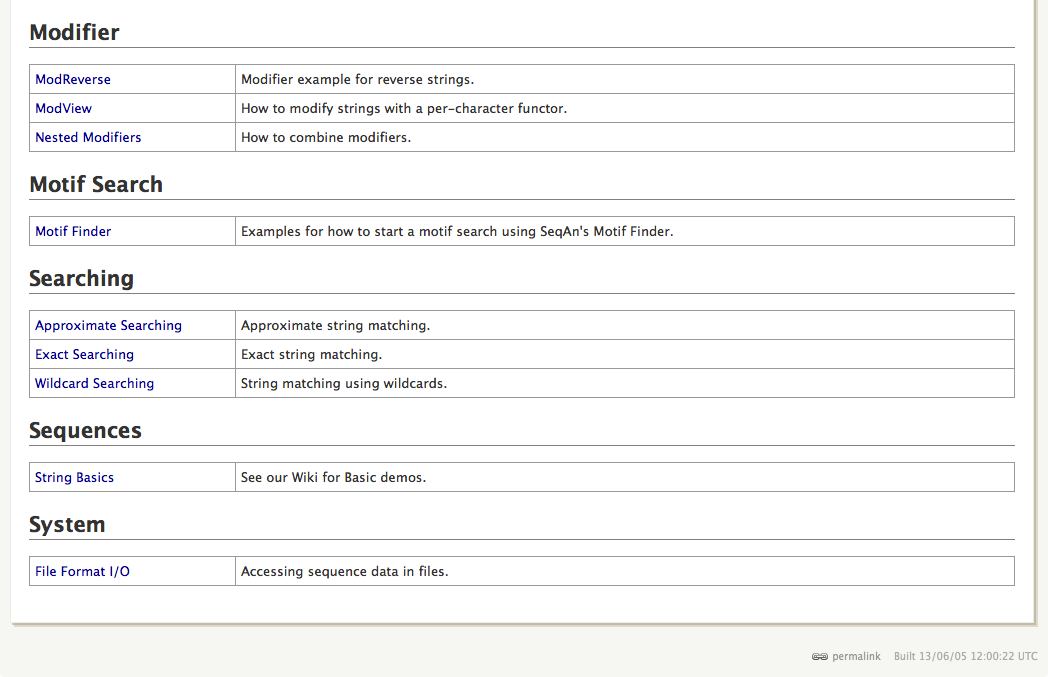 Modifier
ModReverse Modifier example for reverse strings.
ModView How to modify strings with a per-character functor.
Nested Modifiers How to combine modifiers.
Motif Search
Motif Finder Examples for how to start a motif search using SeqAn's Motif Finder.
Searching
Approximate Searching Approximate string matching.
Exact Searching Exact string matching.
Wildcard Searching String matching using wildcards.
Sequences
String Basics See our Wiki for Basic demos.
System
File Format I/O Accessing sequence data in files.
permalink Built 13/06/05 12:00:22 UTC